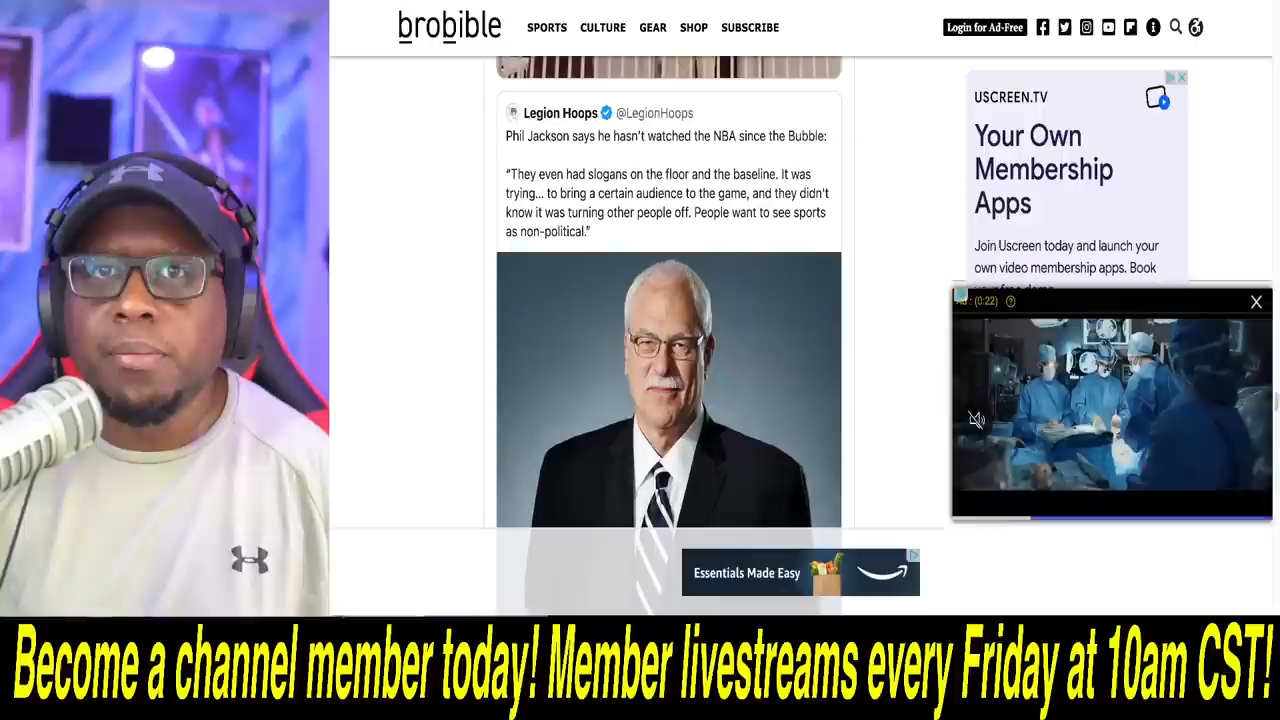 brobible
SPORTS CULTURE GEAR SHOP SUBSCRIBE
Login for Ad-Free
Legion Hoops @LegionHoops
Phil Jackson says he hasn't watched the NBA since the Bubble:
“They even had slogans on the floor and the baseline. It was
trying... to bring a certain audience to the game, and they didn't
know it was turning other people off. People want to see sports
as non-political.”
USCREEN.TV
Your Own
Membership
Apps
Join Uscreen today and launch your
own video membership apps. Book
your free demo
(0:22)
Essentials Made Easy
Become a channel member today! Member livestreams every Friday at 10am CST!